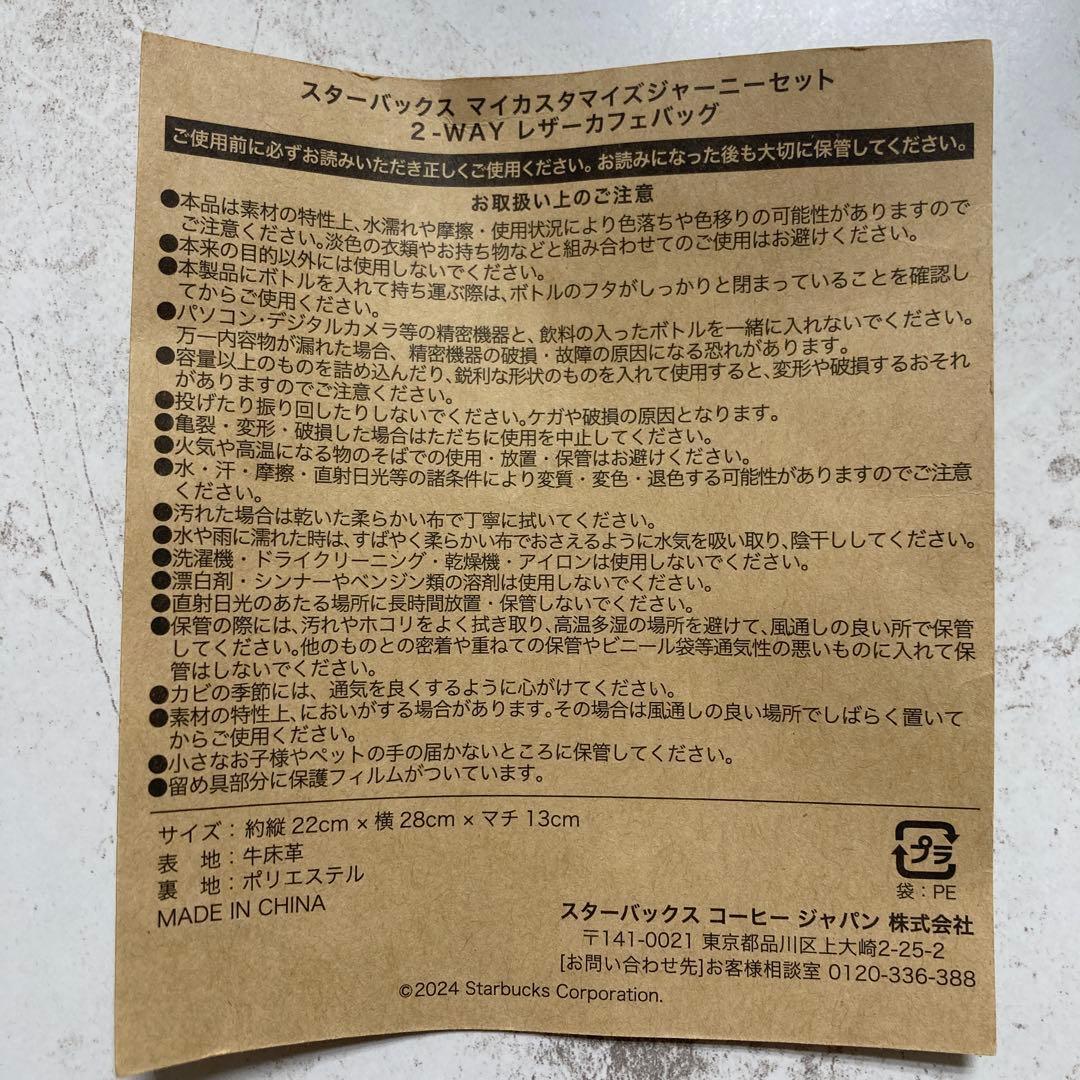 スターバックス マイカスタマイズジャーニーセット
2-WAY レザーカフェバッグ
ご使用前に必ずお読みいただき正しくご使用ください。お読みになった後も大切に保管してください。
お取扱い上のご注意
●本品は素材の特性上、水濡れや摩擦・使用状況により色落ちや色移りの可能性がありますので
ご注意ください。淡色の衣類やお持ち物などと組み合わせてのご使用はお避けください。
●本来の目的以外には使用しないでください。
●本製品にボトルを入れて持ち運ぶ際は、ボトルのフタがしっかりと閉まっていることを確認し
てからご使用ください。
●パソコン・デジタルカメラ等の精密機器と、飲料の入ったボトルを一緒に入れないでください。
万一内容物が漏れた場合、精密機器の破損・故障の原因になる恐れがあります。
●容量以上のものを詰め込んだり、鋭利な形状のものを入れて使用すると、変形や破損するおそれ
がありますのでご注意ください。
●投げたり振り回したりしないでください。ケガや破損の原因となります。
●亀裂・変形・破損した場合はただちに使用を中止してください。
●火気や高温になる物のそばでの使用・放置・保管はお避けください。
●水・汗・摩擦・直射日光等の諸条件により変質・変色・退色する可能性がありますのでご注意
ください。
●汚れた場合は乾いた柔らかい布で丁寧に拭いてください。
●水や雨に濡れた時は、すばやく柔らかい布でおさえるように水気を吸い取り、陰干ししてください。
●洗濯機・ドライクリーニング・乾燥機・アイロンは使用しないでください。
●漂白剤・シンナーやベンジン類の溶剤は使用しないでください。
●直射日光のあたる場所に長時間放置・保管しないでください。
●保管の際には、汚れやホコリをよく拭き取り、高温多湿の場所を避けて、風通しの良い所で保管
してください。他のものとの密着や重ねての保管やビニール袋等通気性の悪いものに入れて保
管はしないでください。
●カビの季節には、通気を良くするように心がけてください。
●素材の特性上、においがする場合があります。その場合は風通しの良い場所でしばらく置いて
からご使用ください。
●小さなお子様やペットの手の届かないところに保管してください。
●留め具部分に保護フィルムがついています。
サイズ：約縦22cm×横28cm×マチ13cm
表 地：牛床革
裏 地：ポリエステル
MADE IN CHINA
プラ
袋：PE
スターバックス コーヒー ジャパン 株式会社
〒141-0021 東京都品川区上大崎2-25-2
[お問い合わせ先]お客様相談室 0120-336-388
©2024 Starbucks Corporation.